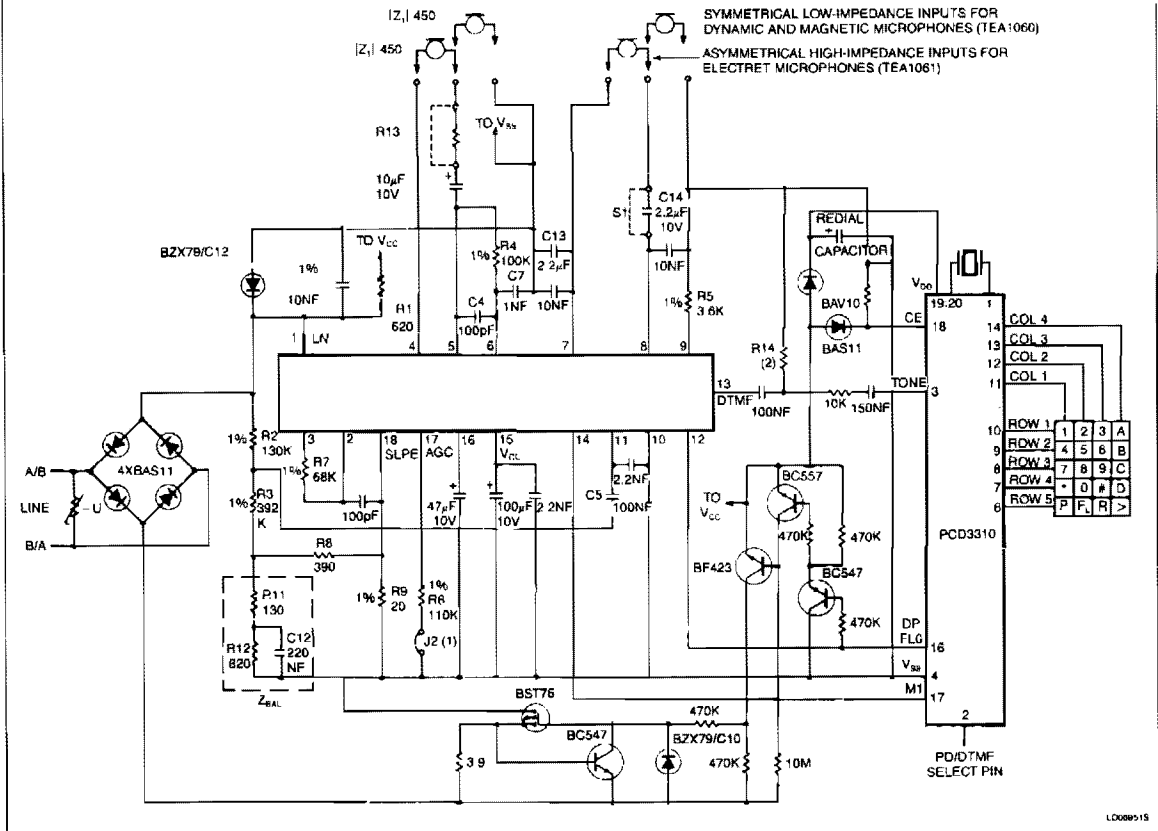 |Z₁| 450
SYMMETRICAL LOW-IMPEDANCE INPUTS FOR
DYNAMIC AND MAGNETIC MICROPHONES (TEA1060)
|Z₁| 450
ASYMMETRICAL HIGH-IMPEDANCE INPUTS FOR
ELECTRET MICROPHONES (TEA1061)
R13
TO VSS
10µF
10V
+
S1
C14
2.2µF
10V
REDIAL
+
CAPACITOR
BZX79/C12
1%
10NF
TO VCC
R1
620
1%
R4
100K
C13
2 2µF
C7
1NF
10NF
C4
100pF
10NF
1%
R5
3.6K
BAV10
BAS11
R14
(2)
VDD
19:20
1
CE
18
14
COL 4
13
COL 3
12
COL 2
11
COL 1
1
LN
4
5
6
7
8
9
13
DTMF
100NF
10K
150NF
TONE
3
10
ROW 1
9
ROW 2
8
ROW 3
7
ROW 4
6
ROW 5
1 2 3 A
4 5 6 B
7 8 9 C
* 0 # D
P FL R >
PCD3310
3
2
18
SLPE
17
AGC
16
15
VCL
14
11
10
12
A/B
LINE
B/A
-U
4XBAS11
1%
R2
130K
1%
R3
392
K
1%
R7
68K
100pF
+
47µF
10V
+
100µF
10V
2 2NF
C5
2.2NF
100NF
R8
390
1%
R9
20
1%
R6
110K
J2 (1)
R11
130
R12
820
C12
220
NF
ZBAL
TO
VCC
BC557
470K
470K
BF423
BC547
470K
DP
FLG
16
VSS
4
M1
17
2
PD/DTMF
SELECT PIN
BST76
BC547
3 9
470K
BZX79/C10
470K
10M